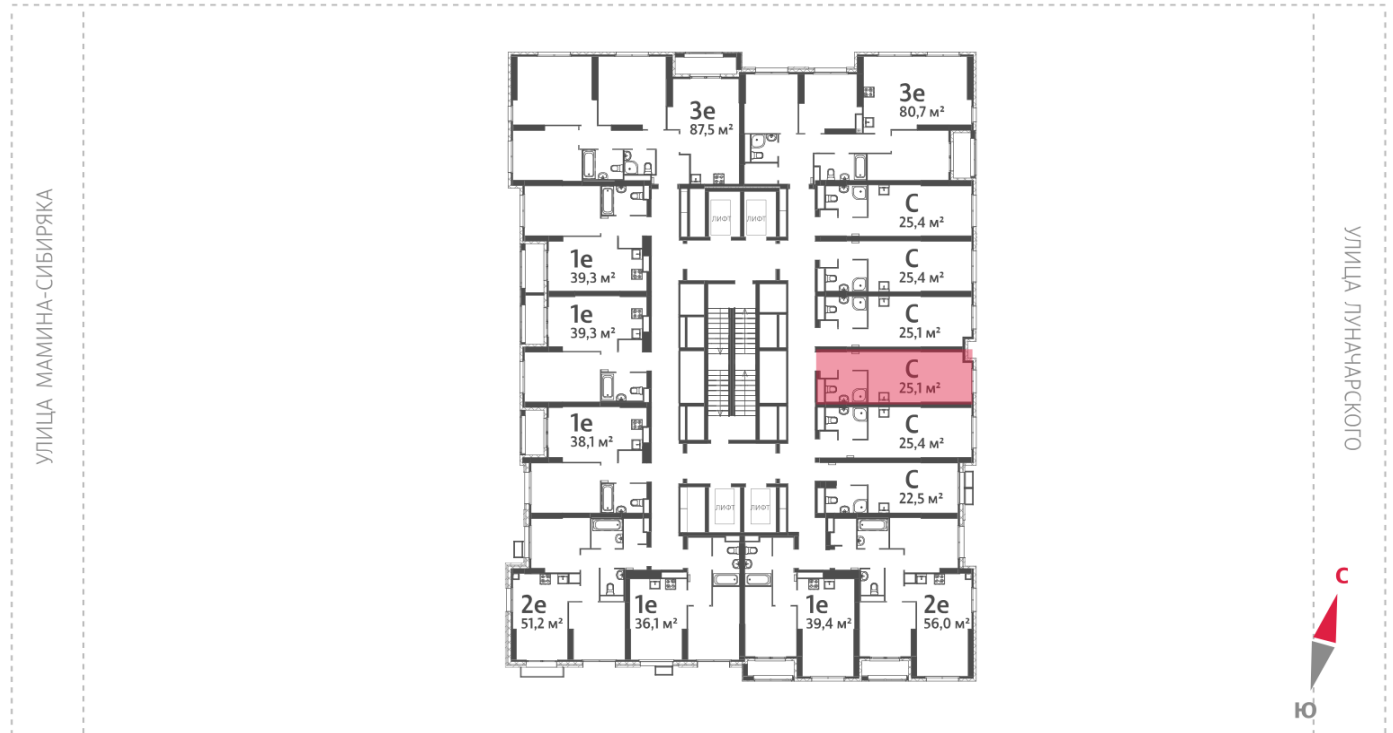 УЛИЦА МАМИНА-СИБИРЯКА
3е
87,5 м²
3е
80,7 м²
ЛИФТ
ЛИФТ
С
25,4 м²
1е
39,3 м²
С
25,4 м²
1е
39,3 м²
С
25,1 м²
С
25,1 м²
1е
38,1 м²
С
25,4 м²
С
22,5 м²
ЛИФТ
ЛИФТ
2е
51,2 м²
1е
36,1 м²
1е
39,4 м²
2е
56,0 м²
УЛИЦА ЛУНАЧАРСКОГО
С
Ю